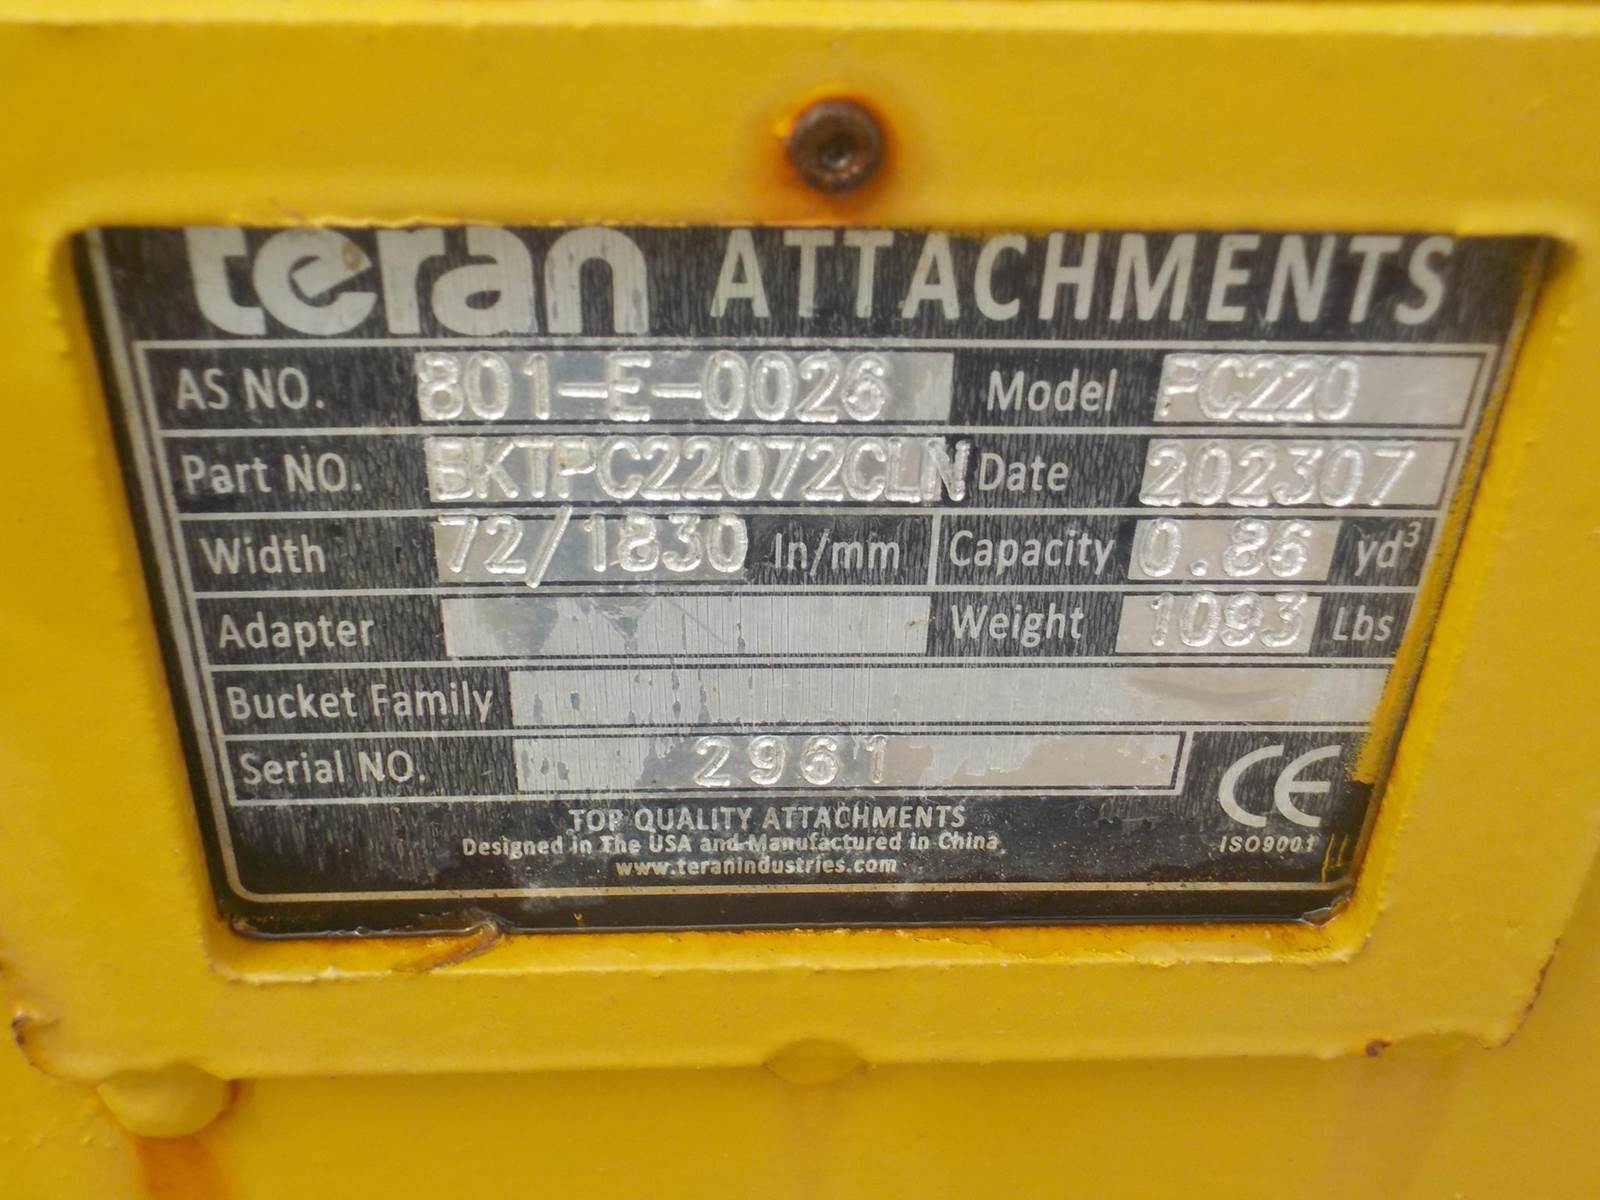 teran ATTACHMENTS
AS NO. 801-E-0026 Model PC220
Part NO. BKTPC22072CLN Date 202307
Width 72/1830 In/mm Capacity 0.86 yd³
Adapter Weight 1093 Lbs
Bucket Family
Serial NO. 2961
CE
ISO9001
TOP QUALITY ATTACHMENTS
Designed in The USA and Manufactured in China
www.teranindustries.com